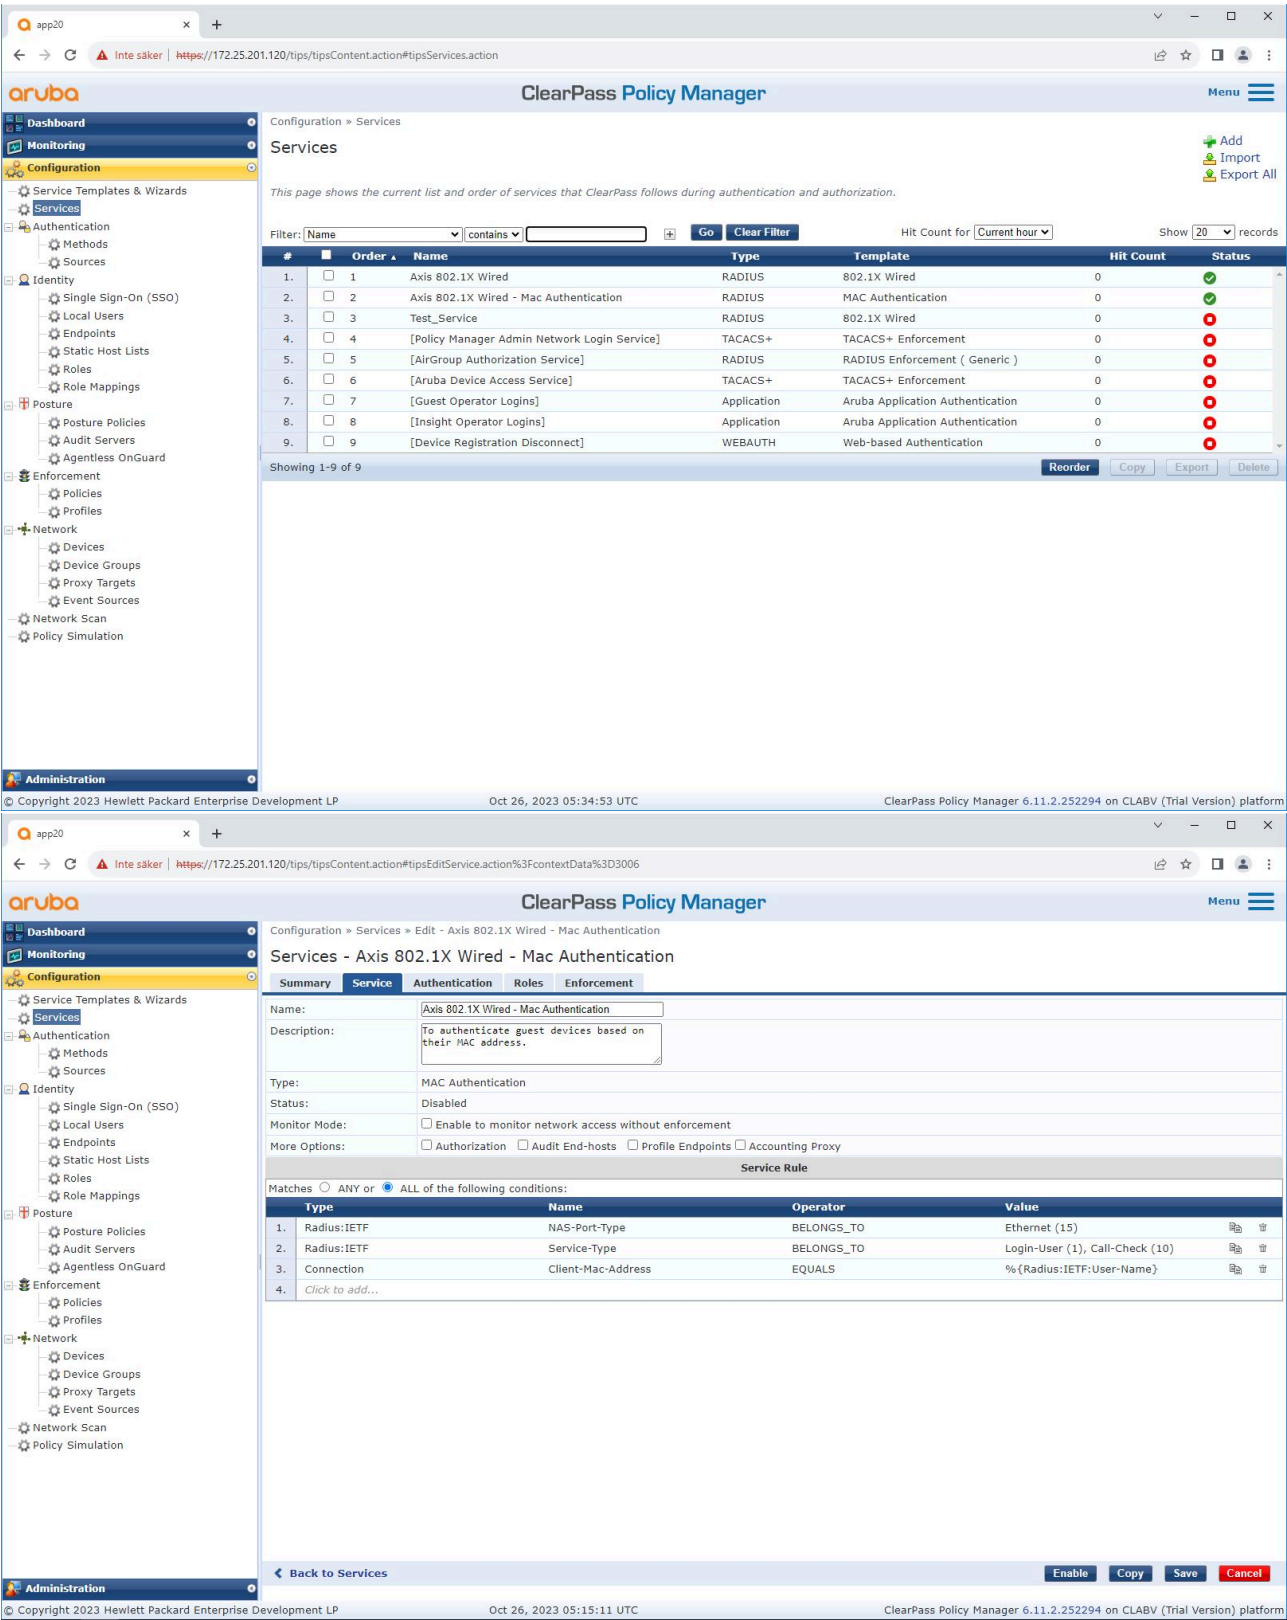 app20
Inte säker | https://172.25.201.120/tips/tipsContent.action#tipsServices.action
aruba
ClearPass Policy Manager
Menu
Dashboard
Monitoring
Configuration
Service Templates & Wizards
Services
Authentication
Methods
Sources
Identity
Single Sign-On (SSO)
Local Users
Endpoints
Static Host Lists
Roles
Role Mappings
Posture
Posture Policies
Audit Servers
Agentless OnGuard
Enforcement
Policies
Profiles
Network
Devices
Device Groups
Proxy Targets
Event Sources
Network Scan
Policy Simulation
Administration
Configuration » Services
Services
Add
Import
Export All
This page shows the current list and order of services that ClearPass follows during authentication and authorization.
Filter: Name contains Go Clear Filter Hit Count for Current hour Show 20 records
# Order Name Type Template Hit Count Status
1. 1 Axis 802.1X Wired RADIUS 802.1X Wired 0
2. 2 Axis 802.1X Wired - Mac Authentication RADIUS MAC Authentication 0
3. 3 Test_Service RADIUS 802.1X Wired 0
4. 4 [Policy Manager Admin Network Login Service] TACACS+ TACACS+ Enforcement 0
5. 5 [AirGroup Authorization Service] RADIUS RADIUS Enforcement ( Generic ) 0
6. 6 [Aruba Device Access Service] TACACS+ TACACS+ Enforcement 0
7. 7 [Guest Operator Logins] Application Aruba Application Authentication 0
8. 8 [Insight Operator Logins] Application Aruba Application Authentication 0
9. 9 [Device Registration Disconnect] WEBAUTH Web-based Authentication 0
Showing 1-9 of 9 Reorder Copy Export Delete
© Copyright 2023 Hewlett Packard Enterprise Development LP Oct 26, 2023 05:34:53 UTC ClearPass Policy Manager 6.11.2.252294 on CLABV (Trial Version) platform
app20
Inte säker | https://172.25.201.120/tips/tipsContent.action#tipsEditService.action%3FcontextData%3D3006
aruba
ClearPass Policy Manager
Menu
Dashboard
Monitoring
Configuration
Service Templates & Wizards
Services
Authentication
Methods
Sources
Identity
Single Sign-On (SSO)
Local Users
Endpoints
Static Host Lists
Roles
Role Mappings
Posture
Posture Policies
Audit Servers
Agentless OnGuard
Enforcement
Policies
Profiles
Network
Devices
Device Groups
Proxy Targets
Event Sources
Network Scan
Policy Simulation
Administration
Configuration » Services » Edit - Axis 802.1X Wired - Mac Authentication
Services - Axis 802.1X Wired - Mac Authentication
Summary Service Authentication Roles Enforcement
Name: Axis 802.1X Wired - Mac Authentication
Description: To authenticate guest devices based on
their MAC address.
Type: MAC Authentication
Status: Disabled
Monitor Mode: Enable to monitor network access without enforcement
More Options: Authorization Audit End-hosts Profile Endpoints Accounting Proxy
Service Rule
Matches ANY or ALL of the following conditions:
Type Name Operator Value
1. Radius:IETF NAS-Port-Type BELONGS_TO Ethernet (15)
2. Radius:IETF Service-Type BELONGS_TO Login-User (1), Call-Check (10)
3. Connection Client-Mac-Address EQUALS %{Radius:IETF:User-Name}
4. Click to add...
Back to Services Enable Copy Save Cancel
© Copyright 2023 Hewlett Packard Enterprise Development LP Oct 26, 2023 05:15:11 UTC ClearPass Policy Manager 6.11.2.252294 on CLABV (Trial Version) platform